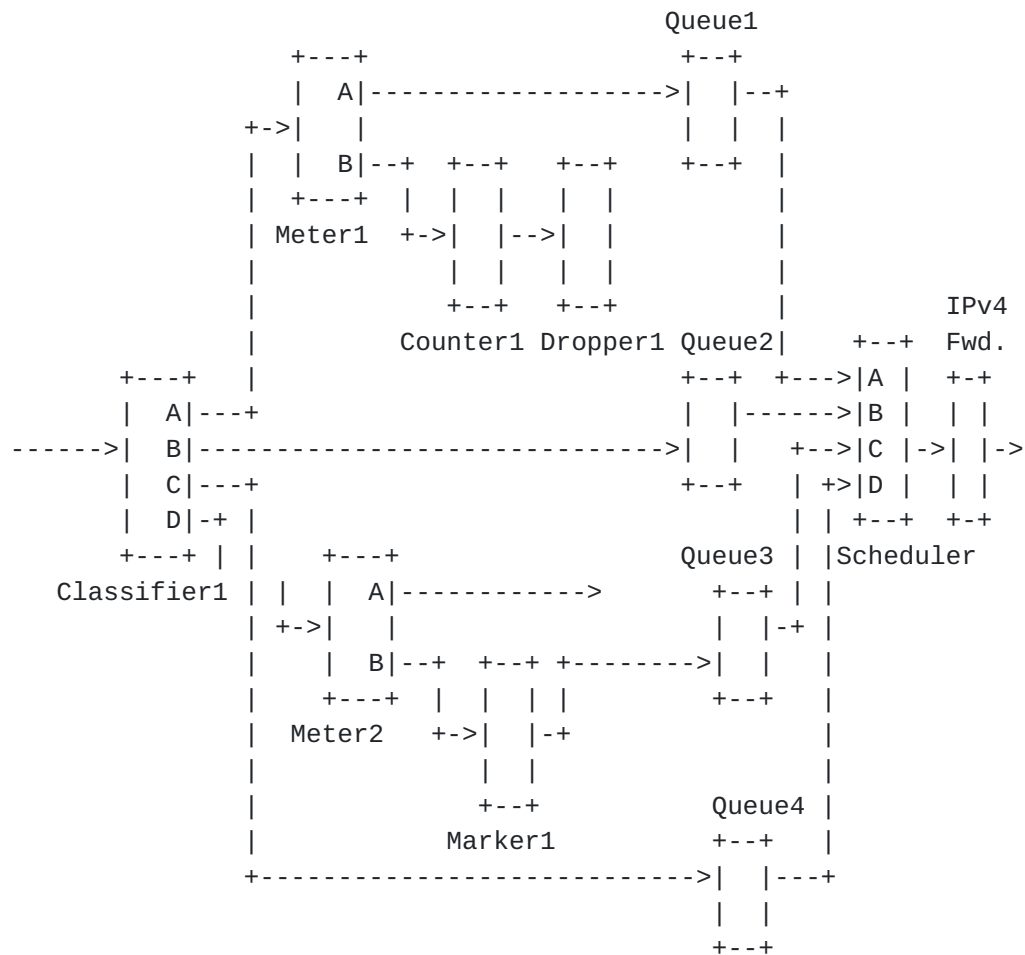 Queue1
                                    +---+                                        +--+
                                    |  A|------------------->|  |--+
                              +->|   |                                         |  |  |
                              |  |  B|--+  +--+   +--+    +--+  |
                              |  +---+  |  |  |   |  |          |
                              | Meter1  +->|  |-->|  |          |
                              |            |  |   |  |          |
                              |            +--+   +--+          |          IPv4
                              |         Counter1 Dropper1 Queue2|    +--+  Fwd.
              +---+   |                           +--+  +--->|A |  +-+
              |  A|---+                           |  |------>|B |  | |
------>|  B|------------------------------>|  |   +-->|C |->| |->
              |  C|---+                           +--+   | +>|D |  | |
              |  D|-+ |                                  | | +--+  +-+
              +---+ | |    +---+                  Queue3 | |Scheduler
          Classifier1 | |  |  A|------------>       +--+ | |
                      | +->|   |                    |  |-+ |
                      |    |  B|--+  +--+ +-------->|  |   |
                      |    +---+  |  |  | |         +--+   |
                      |  Meter2   +->|  |-+                |
                      |              |  |                  |
                      |              +--+           Queue4 |
                      |            Marker1          +--+   |
                      +---------------------------->|  |---+
                                                    |  |
                                                    +--+